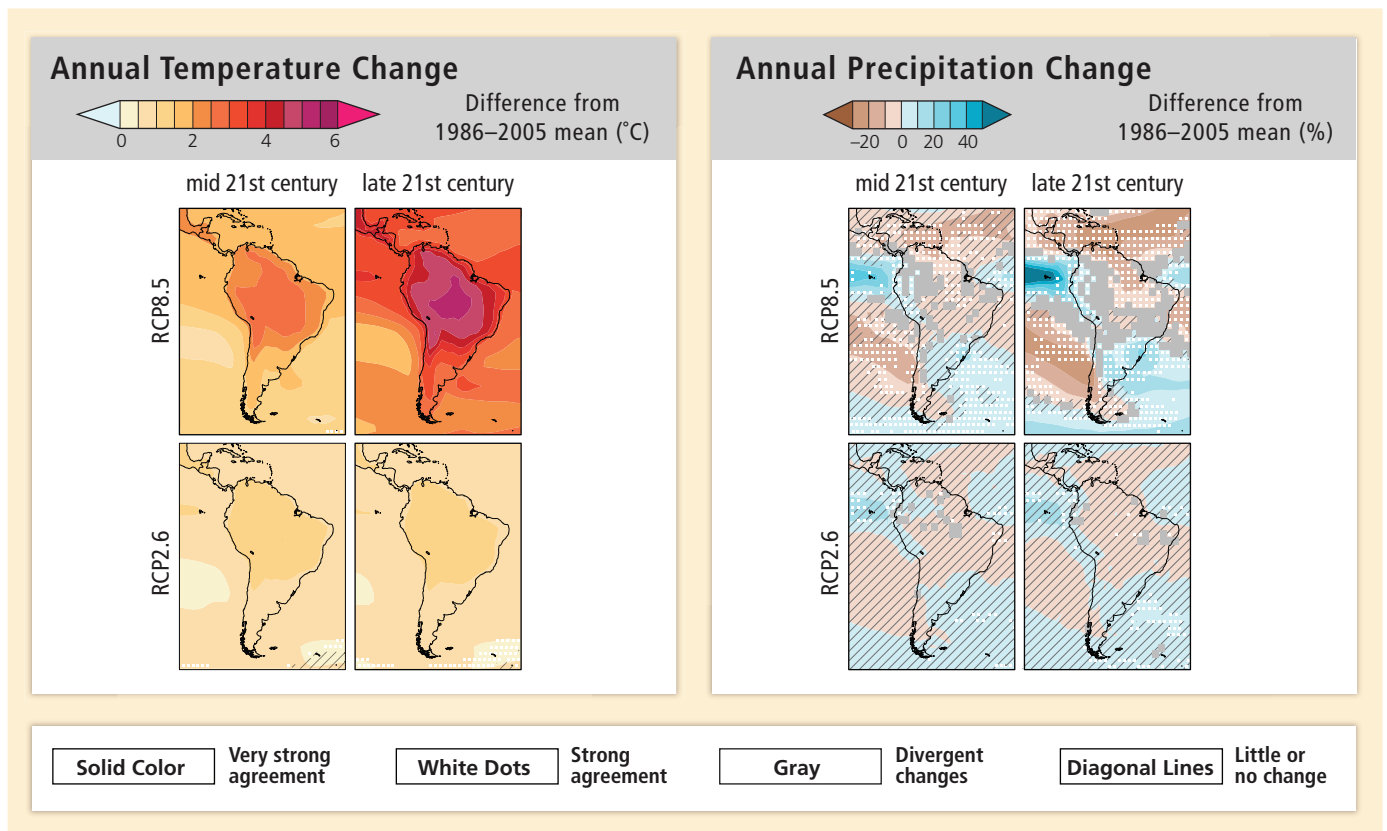 Annual Temperature Change
Difference from
1986–2005 mean (˚C)
0 2 4 6
mid 21st century late 21st century
RCP8.5
RCP2.6
Annual Precipitation Change
Difference from
1986–2005 mean (%)
–20 0 20 40
mid 21st century late 21st century
RCP8.5
RCP2.6
Solid Color
Very strong
agreement
White Dots
Strong
agreement
Gray
Divergent
changes
Diagonal Lines
Little or
no change